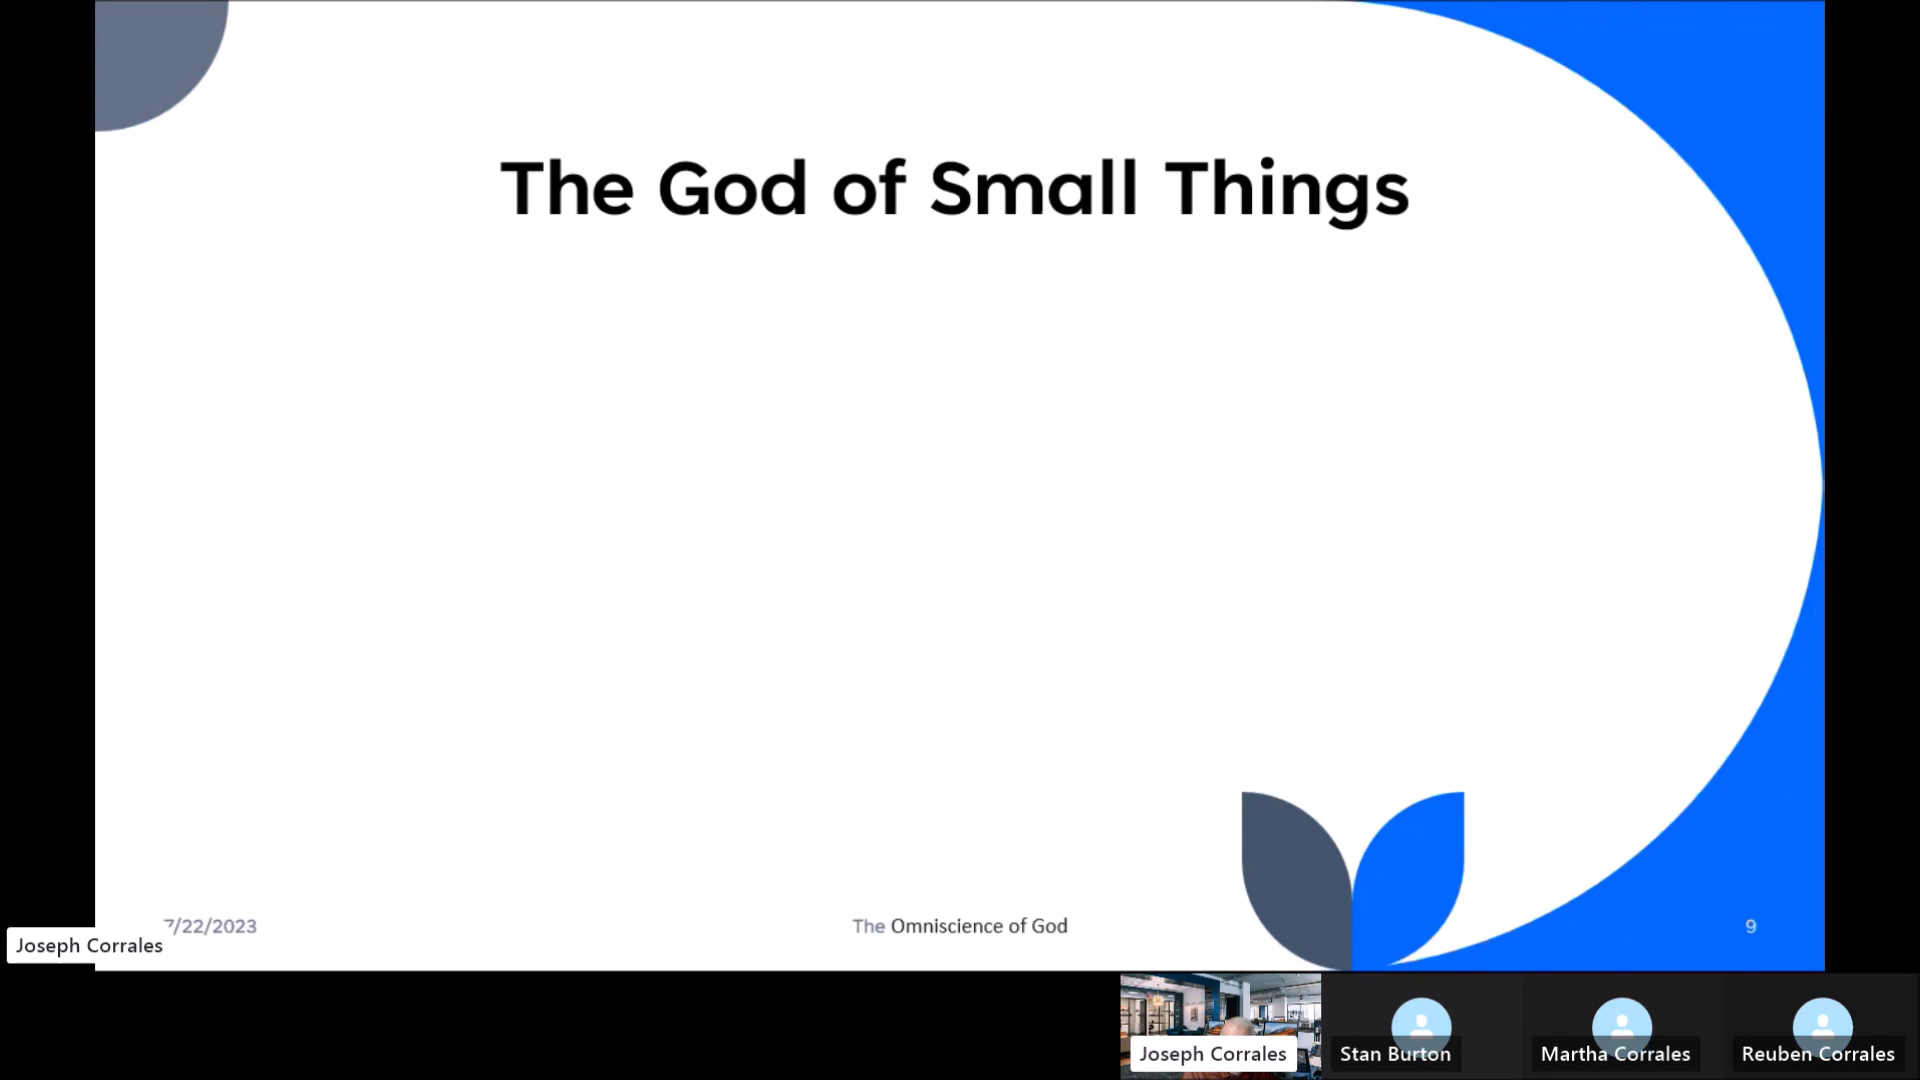 The God of Small Things
7/22/2023
The Omniscience of God
9
Joseph Corrales
Joseph Corrales
Stan Burton
Martha Corrales
Reuben Corrales